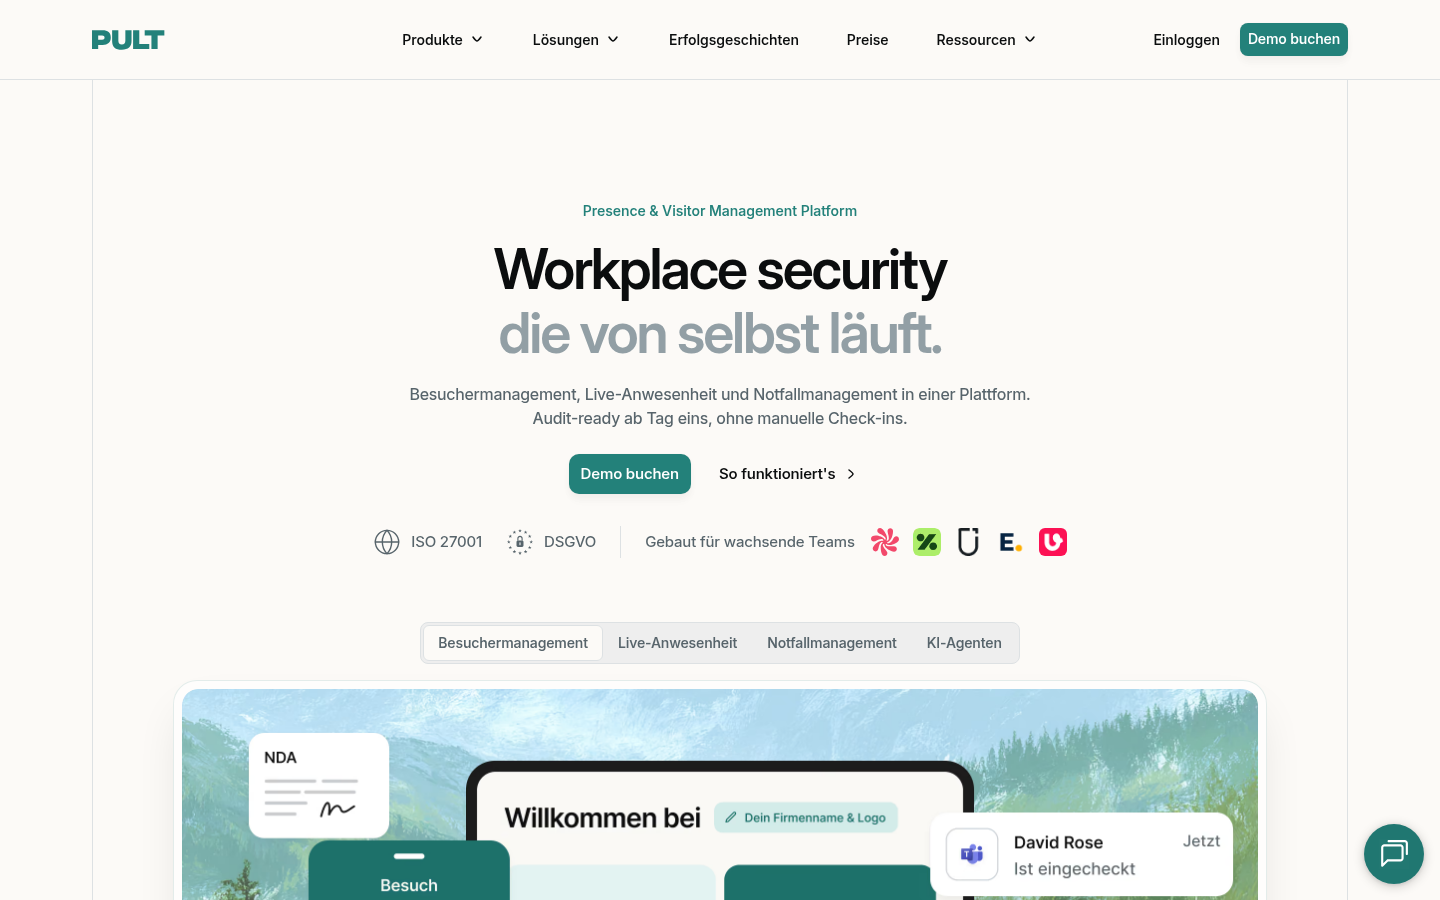 PULT
Produkte
Lösungen
Erfolgsgeschichten
Preise
Ressourcen
Einloggen
Demo buchen
Presence & Visitor Management Platform
Workplace security
die von selbst läuft.
Besuchermanagement, Live-Anwesenheit und Notfallmanagement in einer Plattform.
Audit-ready ab Tag eins, ohne manuelle Check-ins.
Demo buchen
So funktioniert's
ISO 27001
DSGVO
Gebaut für wachsende Teams
E.
Besuchermanagement
Live-Anwesenheit
Notfallmanagement
KI-Agenten
NDA
Willkommen bei
Dein Firmenname & Logo
David Rose
Jetzt
Ist eingecheckt
Besuch